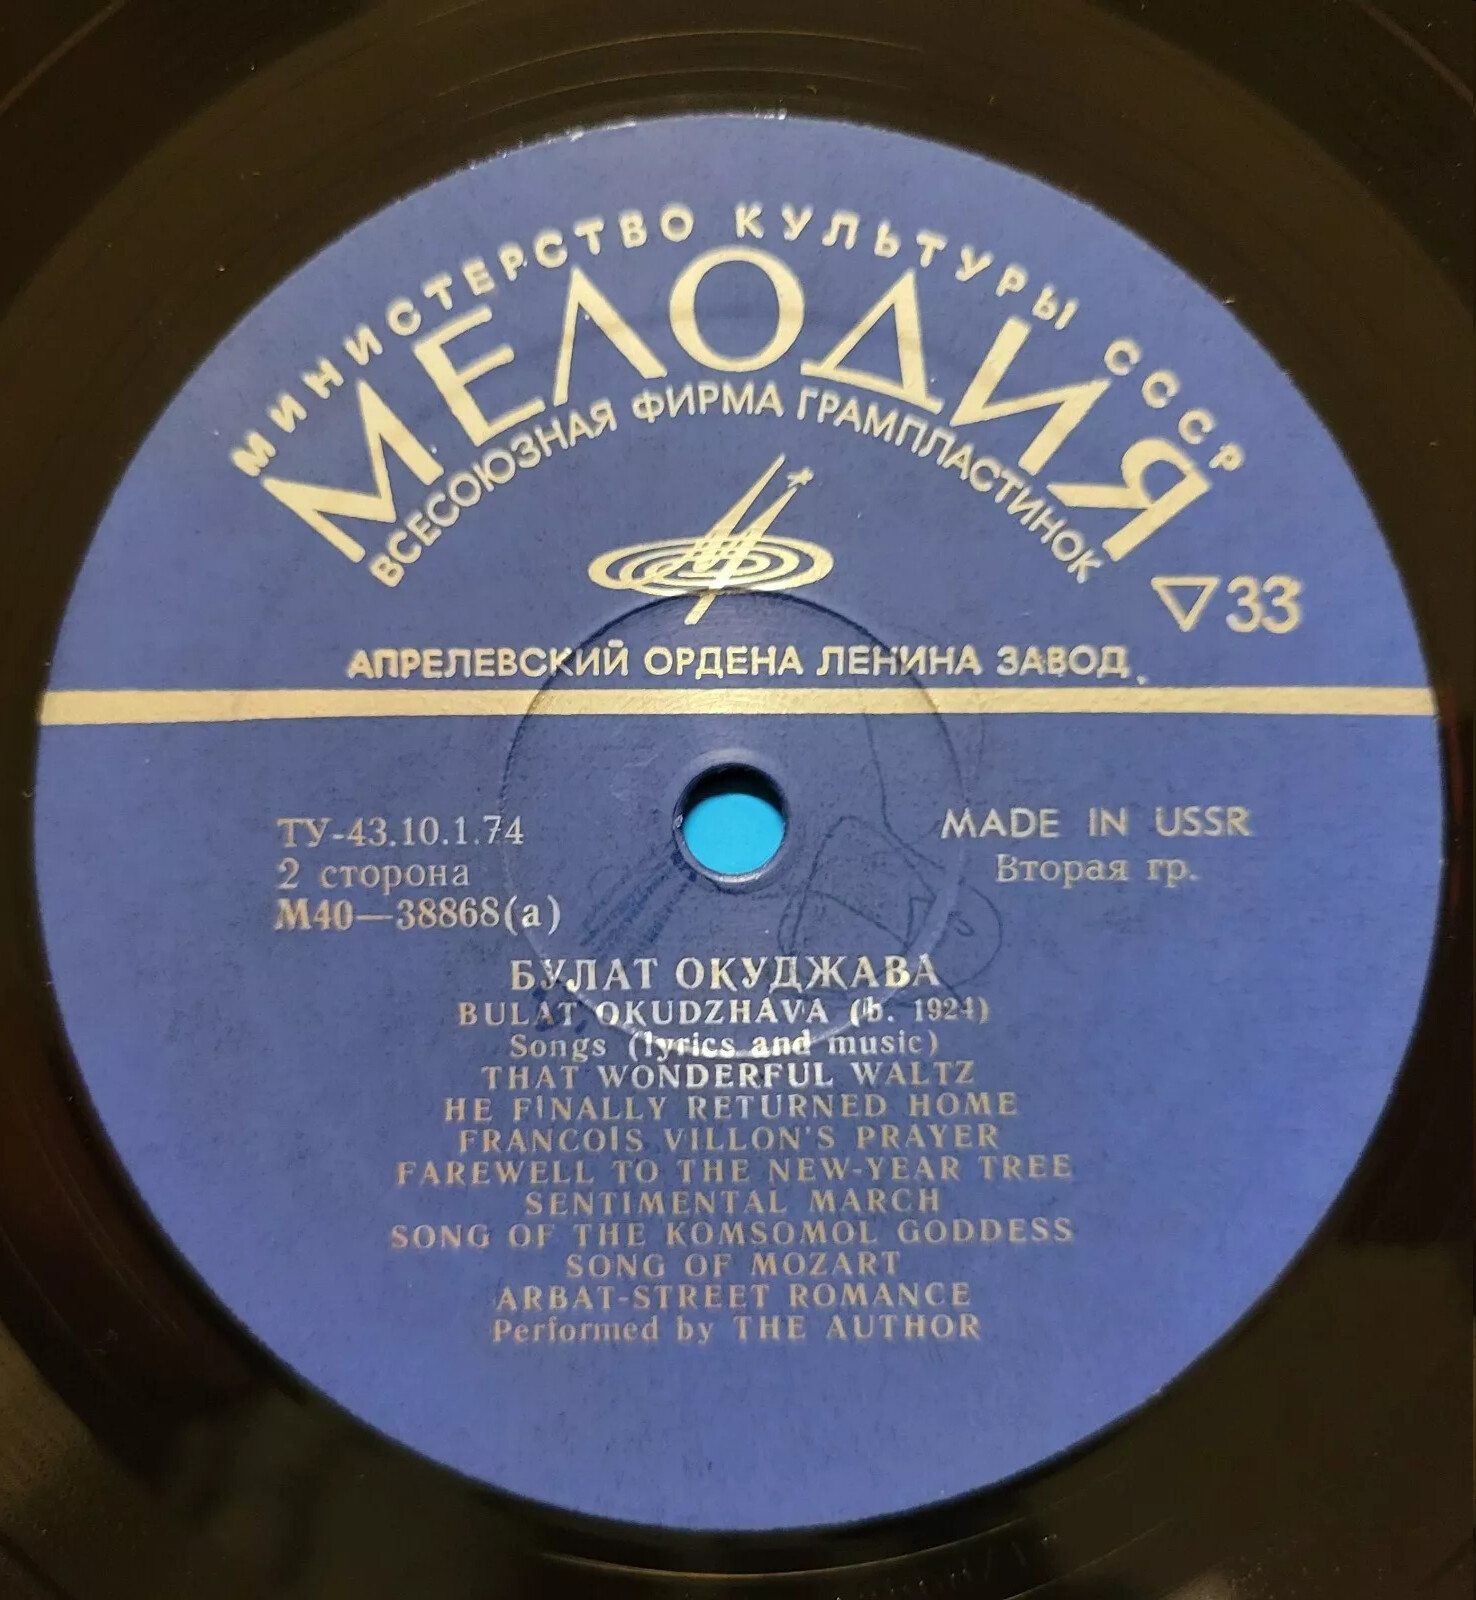 МИНИСТЕРСТВО КУЛЬТУРЫ СССР
МЕЛОДИЯ
ВСЕСОЮЗНАЯ ФИРМА ГРАМПЛАСТИНОК
▽33
АПРЕЛЕВСКИЙ ОРДЕНА ЛЕНИНА ЗАВОД
ТУ-43.10.1.74
2 сторона
М40—38868(а)
MADE IN USSR
Вторая гр.
БУЛАТ ОКУДЖАВА
BULAT OKUDZHAVA (b. 1924)
Songs (lyrics and music)
THAT WONDERFUL WALTZ
HE FINALLY RETURNED HOME
FRANCOIS VILLON'S PRAYER
FAREWELL TO THE NEW-YEAR TREE
SENTIMENTAL MARCH
SONG OF THE KOMSOMOL GODDESS
SONG OF MOZART
ARBAT-STREET ROMANCE
Performed by THE AUTHOR